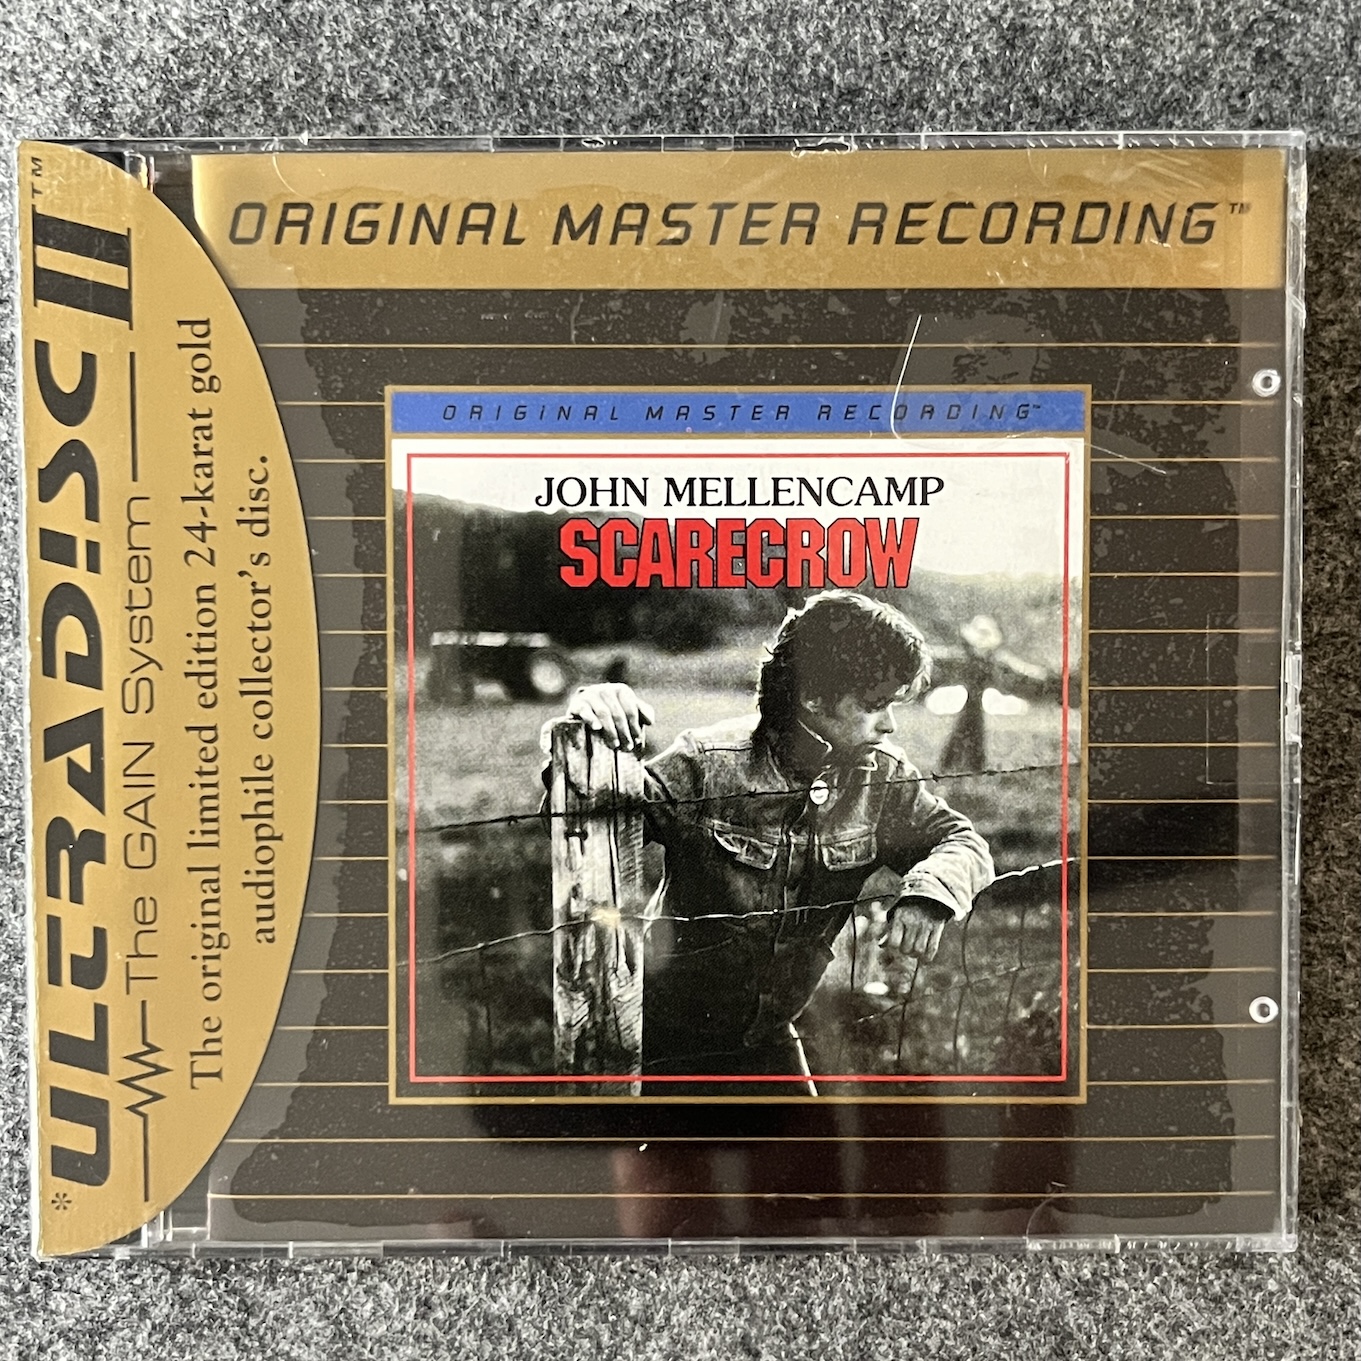 ORIGINAL MASTER RECORDING™
*ULTRADISC II™
The GAIN System
The original limited edition 24-karat gold
audiophile collector's disc.
ORIGINAL MASTER RECORDING™
JOHN MELLENCAMP
SCARECROW